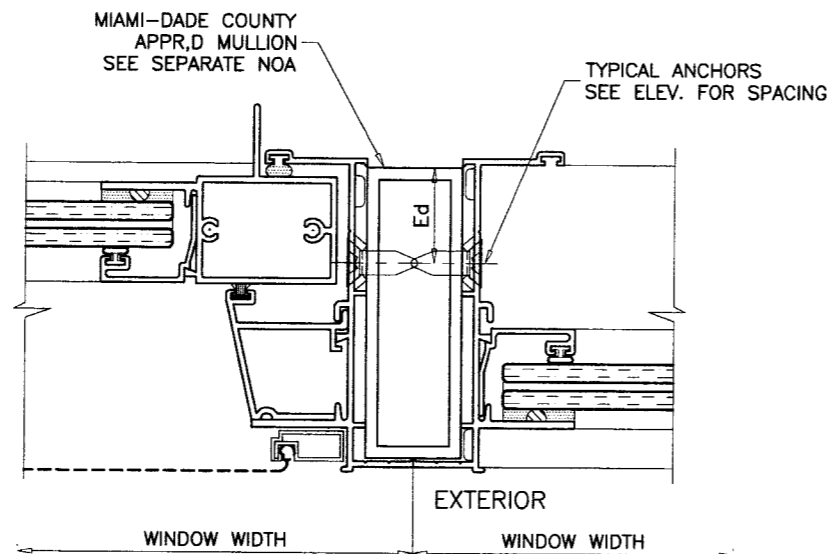 MIAMI-DADE COUNTY
APPR,D MULLION
SEE SEPARATE NOA
TYPICAL ANCHORS
SEE ELEV. FOR SPACING
Ed
EXTERIOR
WINDOW WIDTH
WINDOW WIDTH